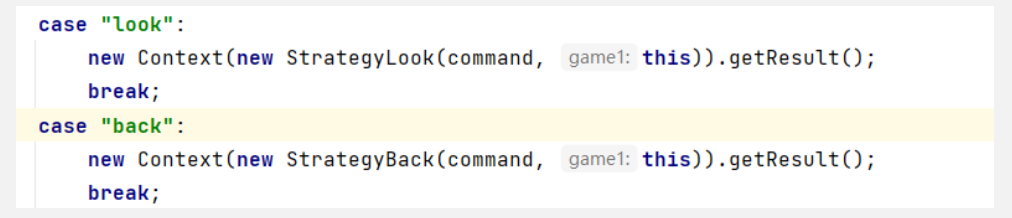 case "look":
    new Context(new StrategyLook(command, game1: this)).getResult();
    break;
case "back":
    new Context(new StrategyBack(command, game1: this)).getResult();
    break;